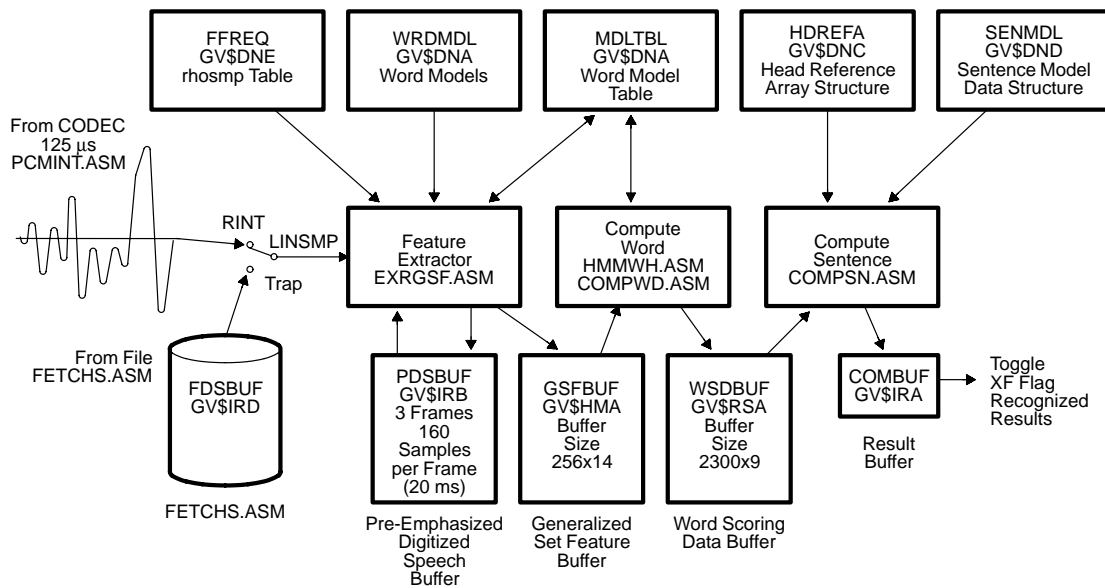 FFREQ
GV$DNE
rhosmp Table
WRDMDL
GV$DNA
Word Models
MDLTBL
GV$DNA
Word Model
Table
HDREFA
GV$DNC
Head Reference
Array Structure
SENMDL
GV$DND
Sentence Model
Data Structure
From CODEC
125 µs
PCMINT.ASM
RINT
LINSMP
Trap
Feature
Extractor
EXRGSF.ASM
Compute
Word
HMMWH.ASM
COMPWD.ASM
Compute
Sentence
COMPSN.ASM
From File
FETCHS.ASM
FDSBUF
GV$IRD
FETCHS.ASM
PDSBUF
GV$IRB
3 Frames
160
Samples
per Frame
(20 ms)
Pre-Emphasized
Digitized
Speech
Buffer
GSFBUF
GV$HMA
Buffer
Size
256x14
Generalized
Set Feature
Buffer
WSDBUF
GV$RSA
Buffer
Size
2300x9
Word Scoring
Data Buffer
COMBUF
GV$IRA
Result
Buffer
Toggle
XF Flag
Recognized
Results